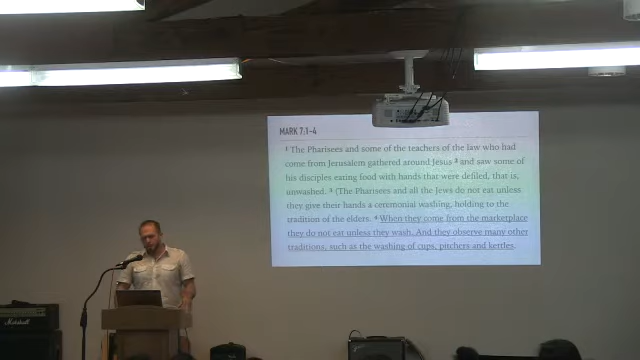 MARK 7:1-4
1 The Pharisees and some of the teachers of the law who had
come from Jerusalem gathered around Jesus 2 and saw some of
his disciples eating food with hands that were defiled, that is,
unwashed. 3 (The Pharisees and all the Jews do not eat unless
they give their hands a ceremonial washing, holding to the
tradition of the elders. 4 When they come from the marketplace
they do not eat unless they wash. And they observe many other
traditions, such as the washing of cups, pitchers and kettles.
Marshall